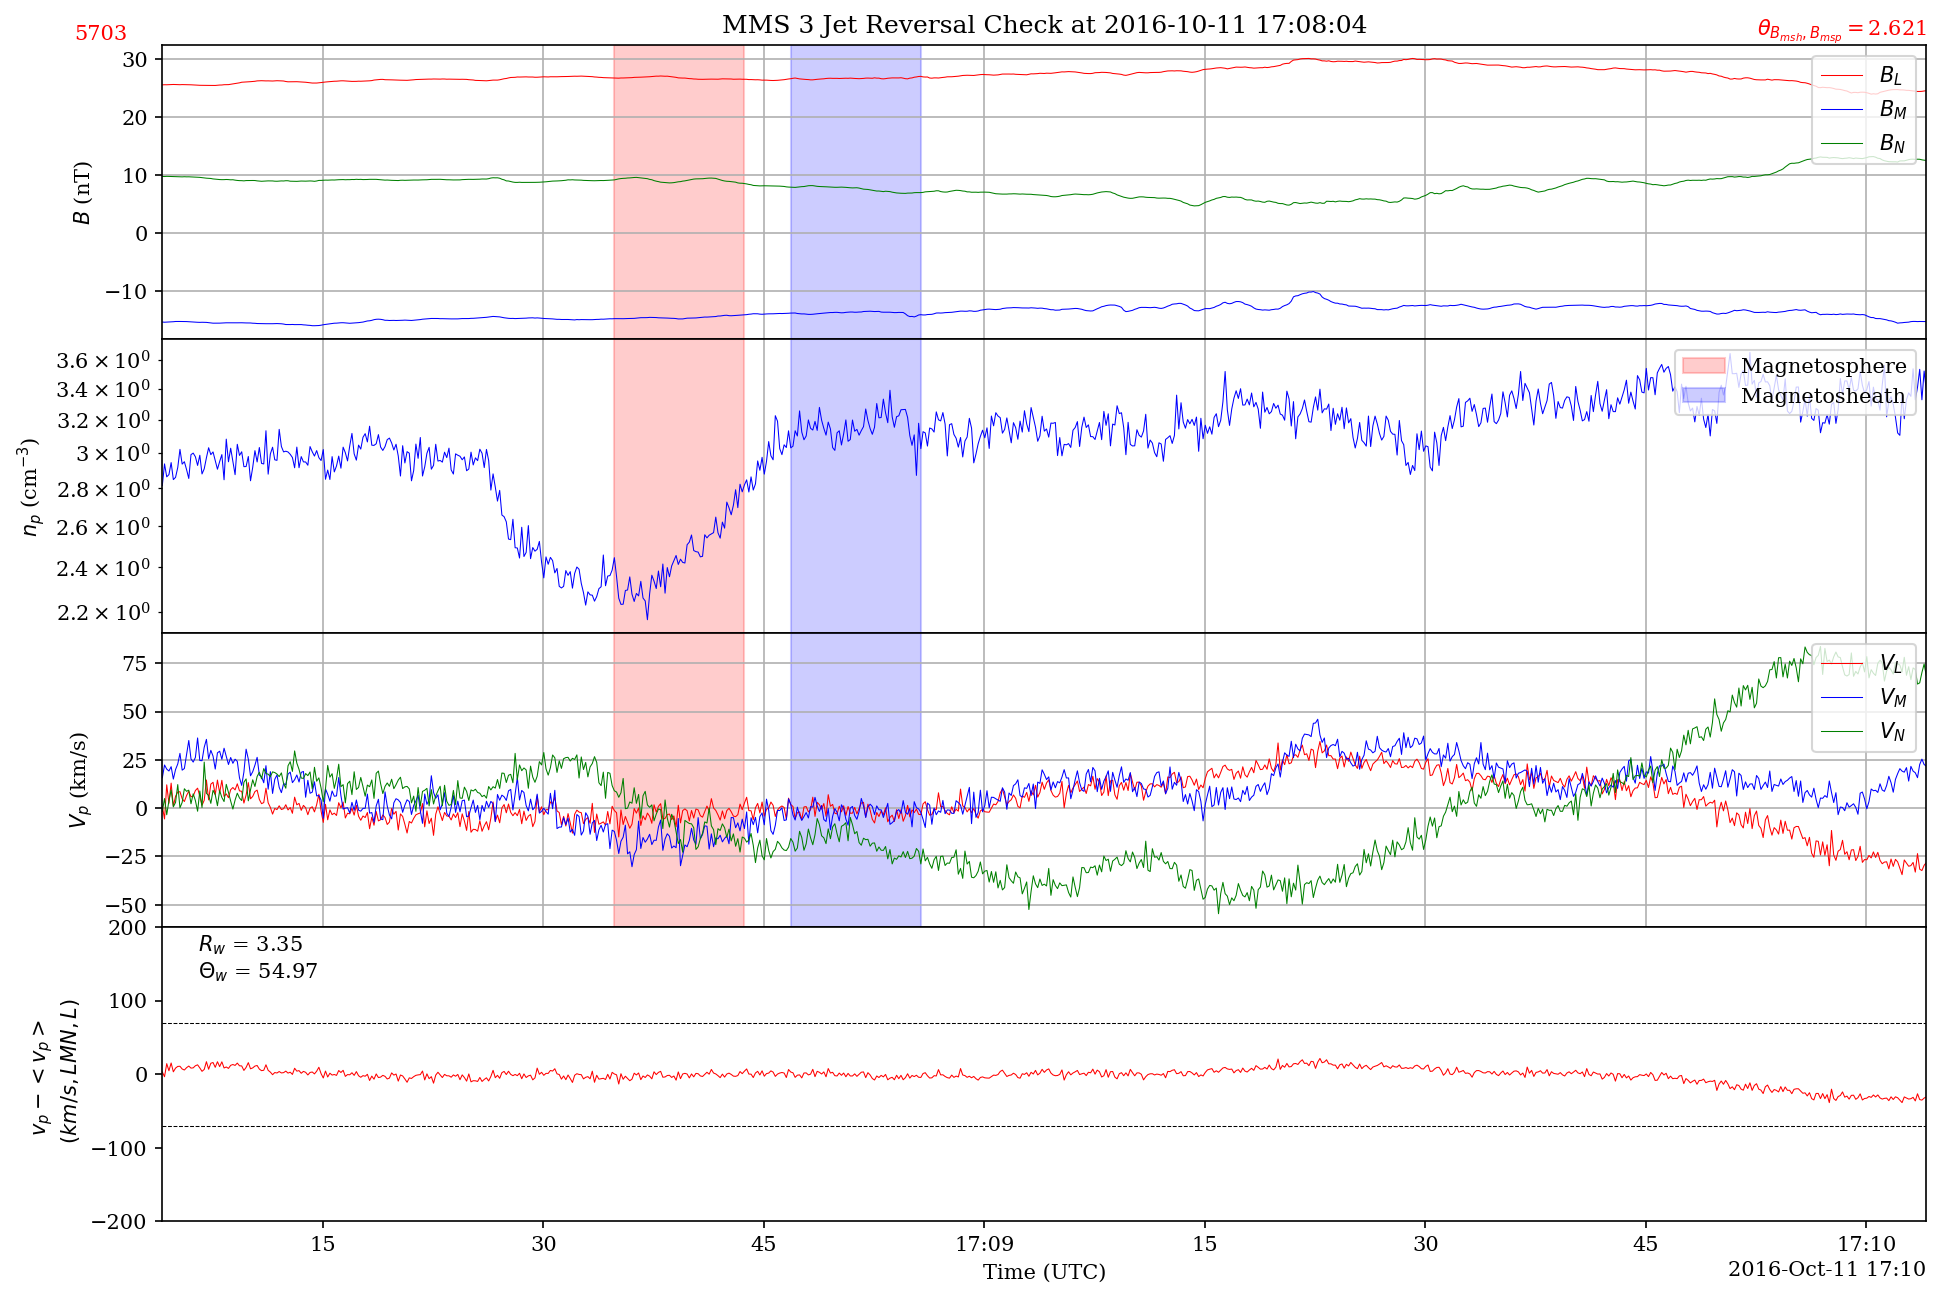 5703
MMS 3 Jet Reversal Check at 2016-10-11 17:08:04
θ_{B_{msh}, B_{msp}} = 2.621
30
20
10
0
−10
B (nT)
B_L
B_M
B_N
3.6 × 10^0
3.4 × 10^0
3.2 × 10^0
3 × 10^0
2.8 × 10^0
2.6 × 10^0
2.4 × 10^0
2.2 × 10^0
n_p (cm^{−3})
Magnetosphere
Magnetosheath
75
50
25
0
−25
−50
V_p (km/s)
V_L
V_M
V_N
200
100
0
−100
−200
v_p − < v_p >
(km/s, LMN, L)
R_w = 3.35
Θ_w = 54.97
15
30
45
17:09
15
30
45
17:10
Time (UTC)
2016-Oct-11 17:10